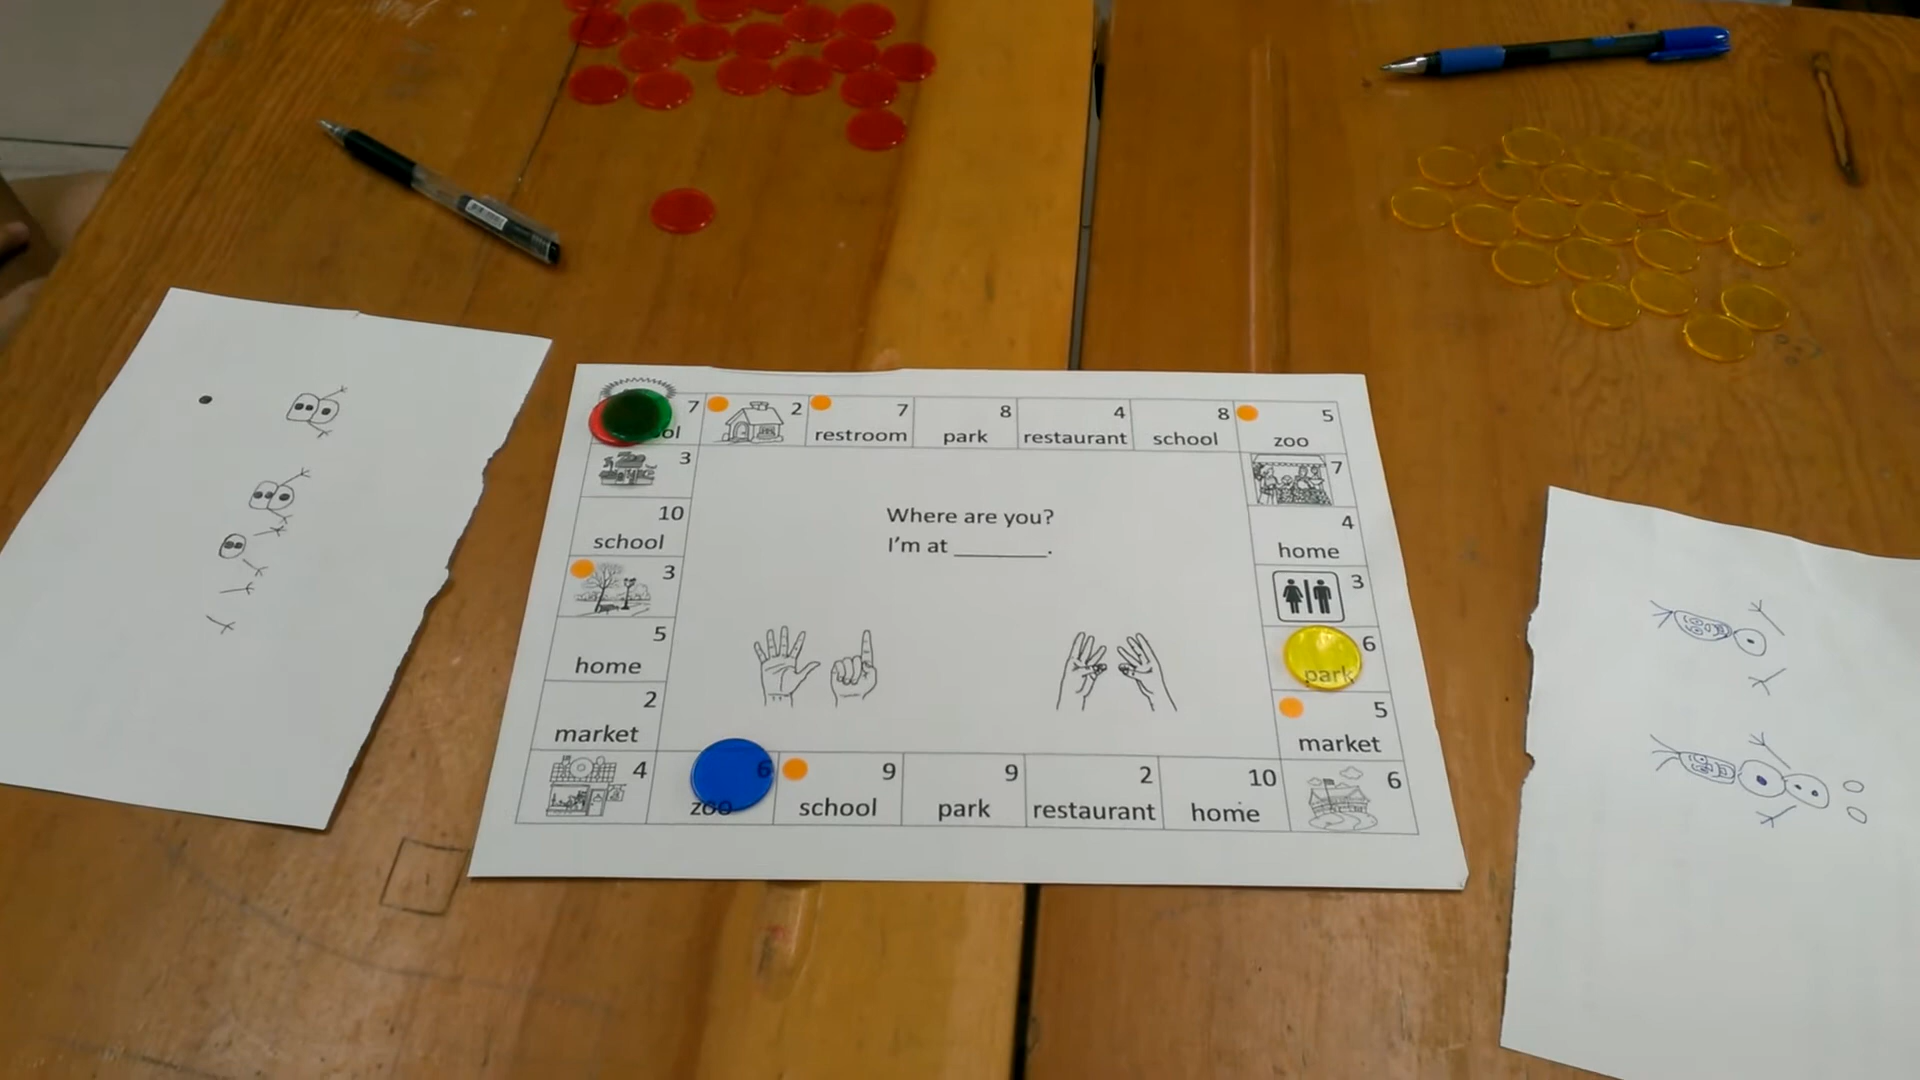 7 2 7 8 4 8 5
ol restroom park restaurant school zoo
3 7
10 4
school home
3 3
5 6
home park
2 5
market market
Where are you?
I'm at ________.
4 6 9 9 2 10 6
zoo school park restaurant home